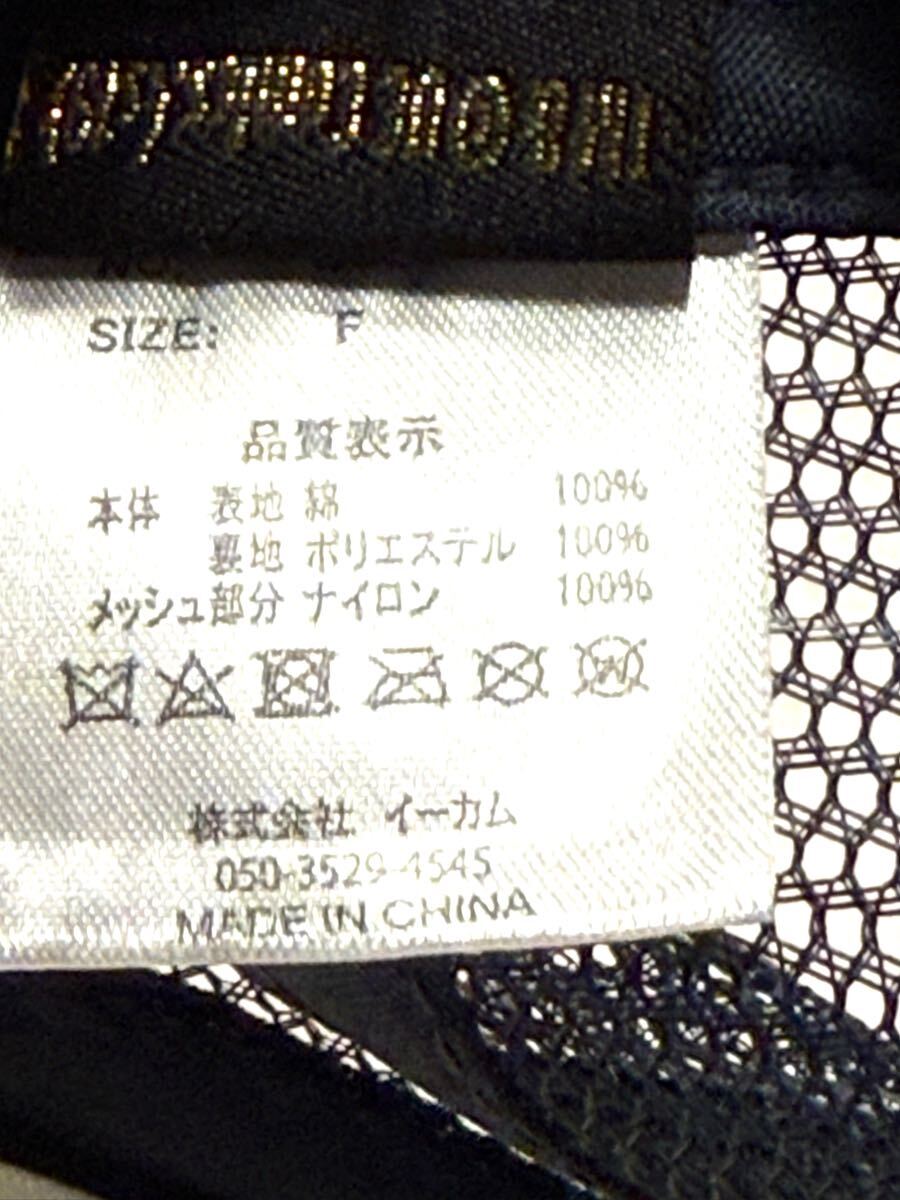 SIZE: F
品質表示
本体 表地 綿 100%
裏地 ポリエステル 100%
メッシュ部分 ナイロン 100%
株式会社 イーカム
050-3529-4545
MADE IN CHINA